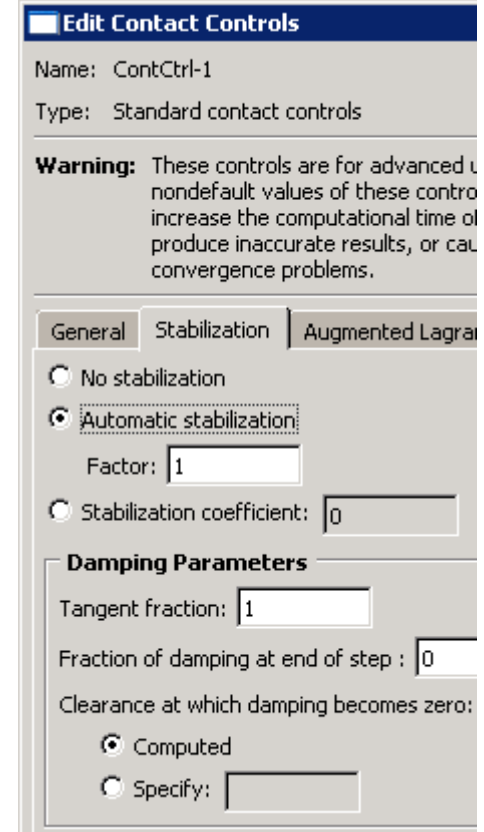 Edit Contact Controls
Name: ContCtrl-1
Type: Standard contact controls
Warning: These controls are for advanced
nondefault values of these
increase the computational time
produce inaccurate results, or
convergence problems.
General Stabilization Augmented
No stabilization
Automatic stabilization
Factor: 1
Stabilization coefficient: 0
Damping Parameters
Tangent fraction: 1
Fraction of damping at end of step : 0
Clearance at which damping becomes zero:
Computed
Specify: